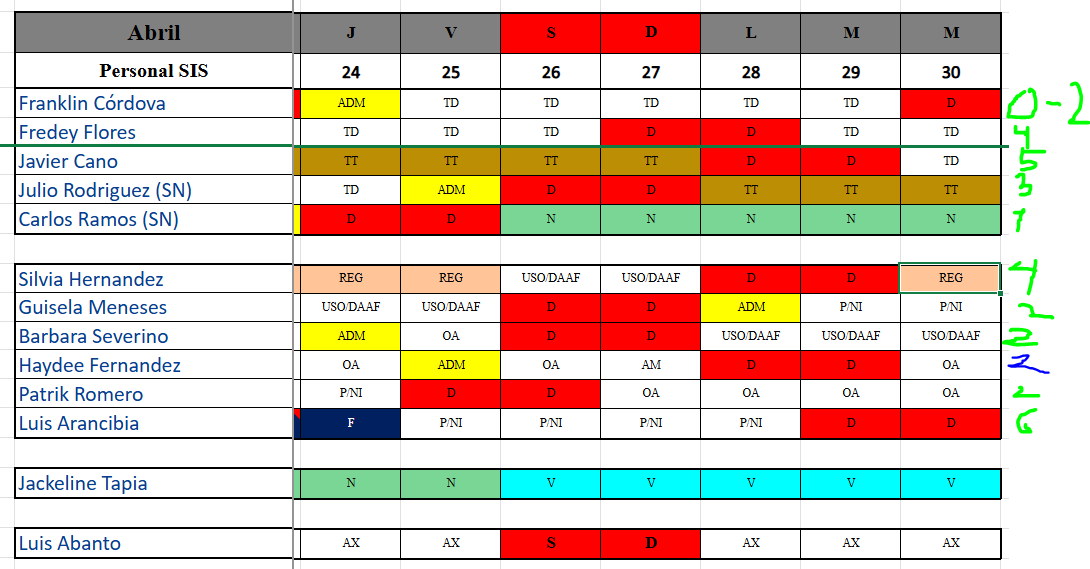 Abril J V S D L M M
Personal SIS 24 25 26 27 28 29 30
Franklin Córdova ADM TD TD TD TD TD D 0-2
Fredey Flores TD TD TD D D TD TD 4
Javier Cano TT TT TT TT D D TD 5
Julio Rodriguez (SN) TD ADM D D TT TT TT 3
Carlos Ramos (SN) D D N N N N N 1
Silvia Hernandez REG REG USO/DAAF USO/DAAF D D REG 4
Guisela Meneses USO/DAAF USO/DAAF D D ADM P/NI P/NI 2
Barbara Severino ADM OA D D USO/DAAF USO/DAAF USO/DAAF 2
Haydee Fernandez OA ADM OA AM D D OA 2
Patrik Romero P/NI D D OA OA OA OA 2
Luis Arancibia F P/NI P/NI P/NI P/NI D D 6
Jackeline Tapia N N V V V V V
Luis Abanto AX AX S D AX AX AX